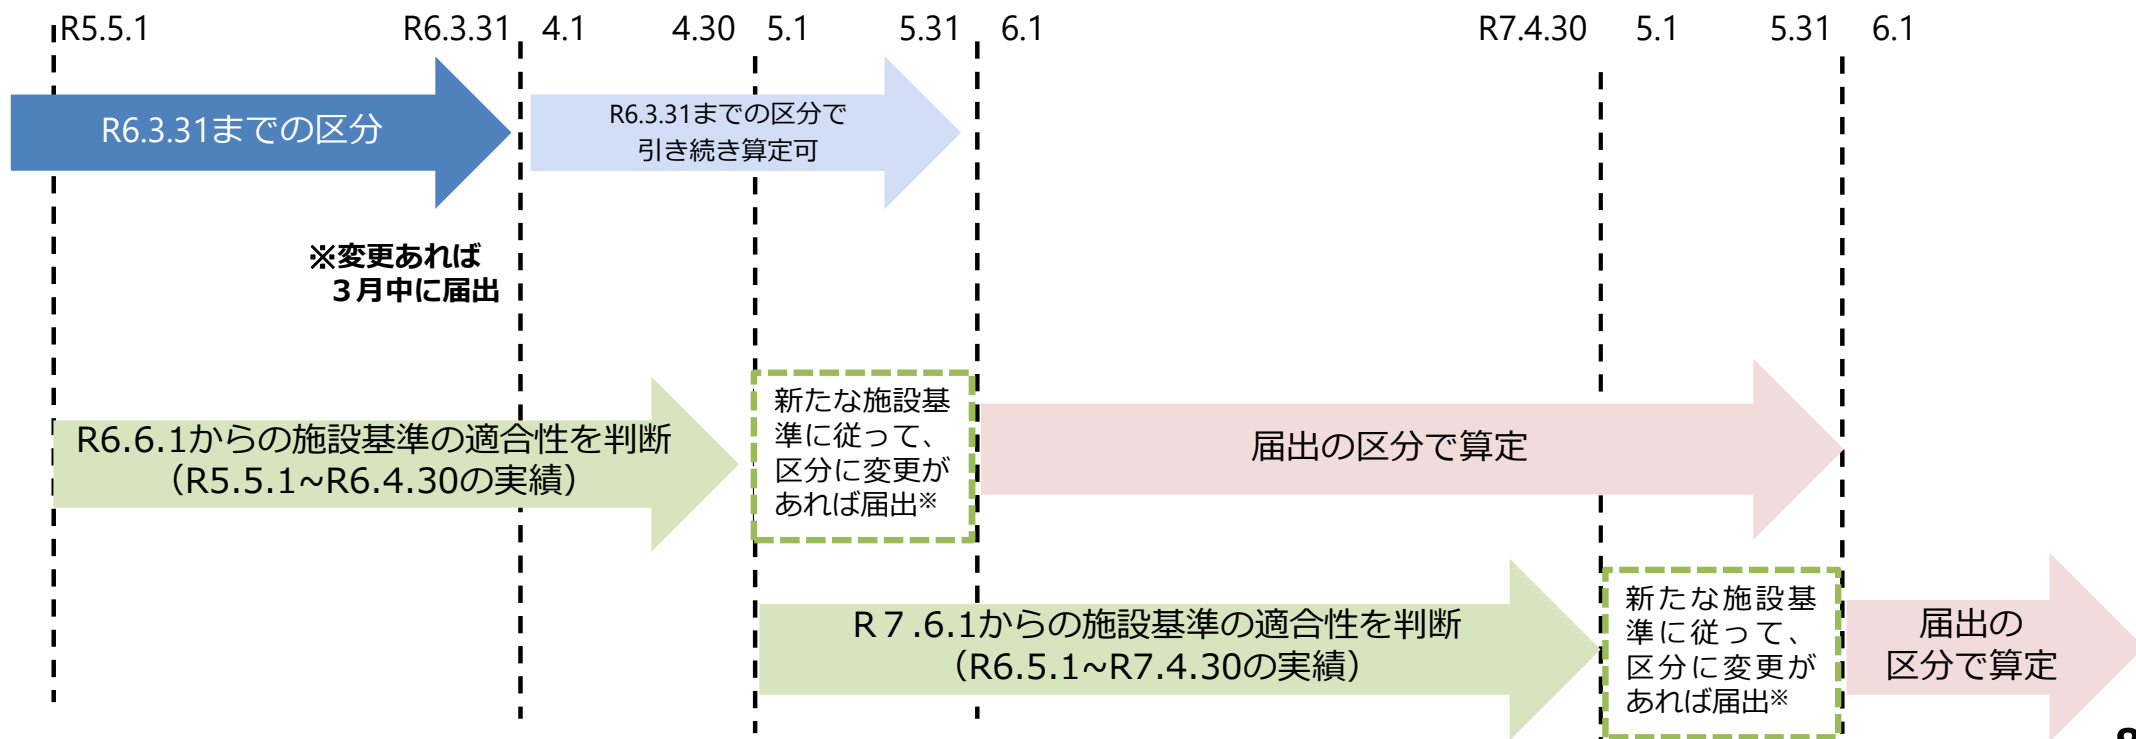 R5.5.1 R6.3.31 4.1 4.30 5.1 5.31 6.1 R7.4.30 5.1 5.31 6.1
R6.3.31までの区分
R6.3.31までの区分で
引き続き算定可
※変更あれば
３月中に届出
R6.6.1からの施設基準の適合性を判断
（R5.5.1~R6.4.30の実績）
新たな施設基
準に従って、
区分に変更が
あれば届出※
届出の区分で算定
R７.6.1からの施設基準の適合性を判断
（R6.5.1~R7.4.30の実績）
新たな施設基
準に従って、
区分に変更が
あれば届出※
届出の
区分で算定